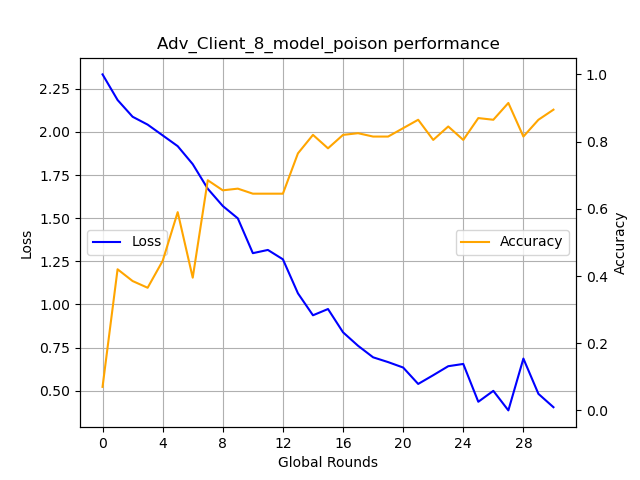 Adv_Client_8_model_poison performance
2.25
2.00
1.75
1.50
1.25
1.00
0.75
0.50
Loss
Loss
Accuracy
1.0
0.8
0.6
0.4
0.2
0.0
Accuracy
0 4 8 12 16 20 24 28
Global Rounds